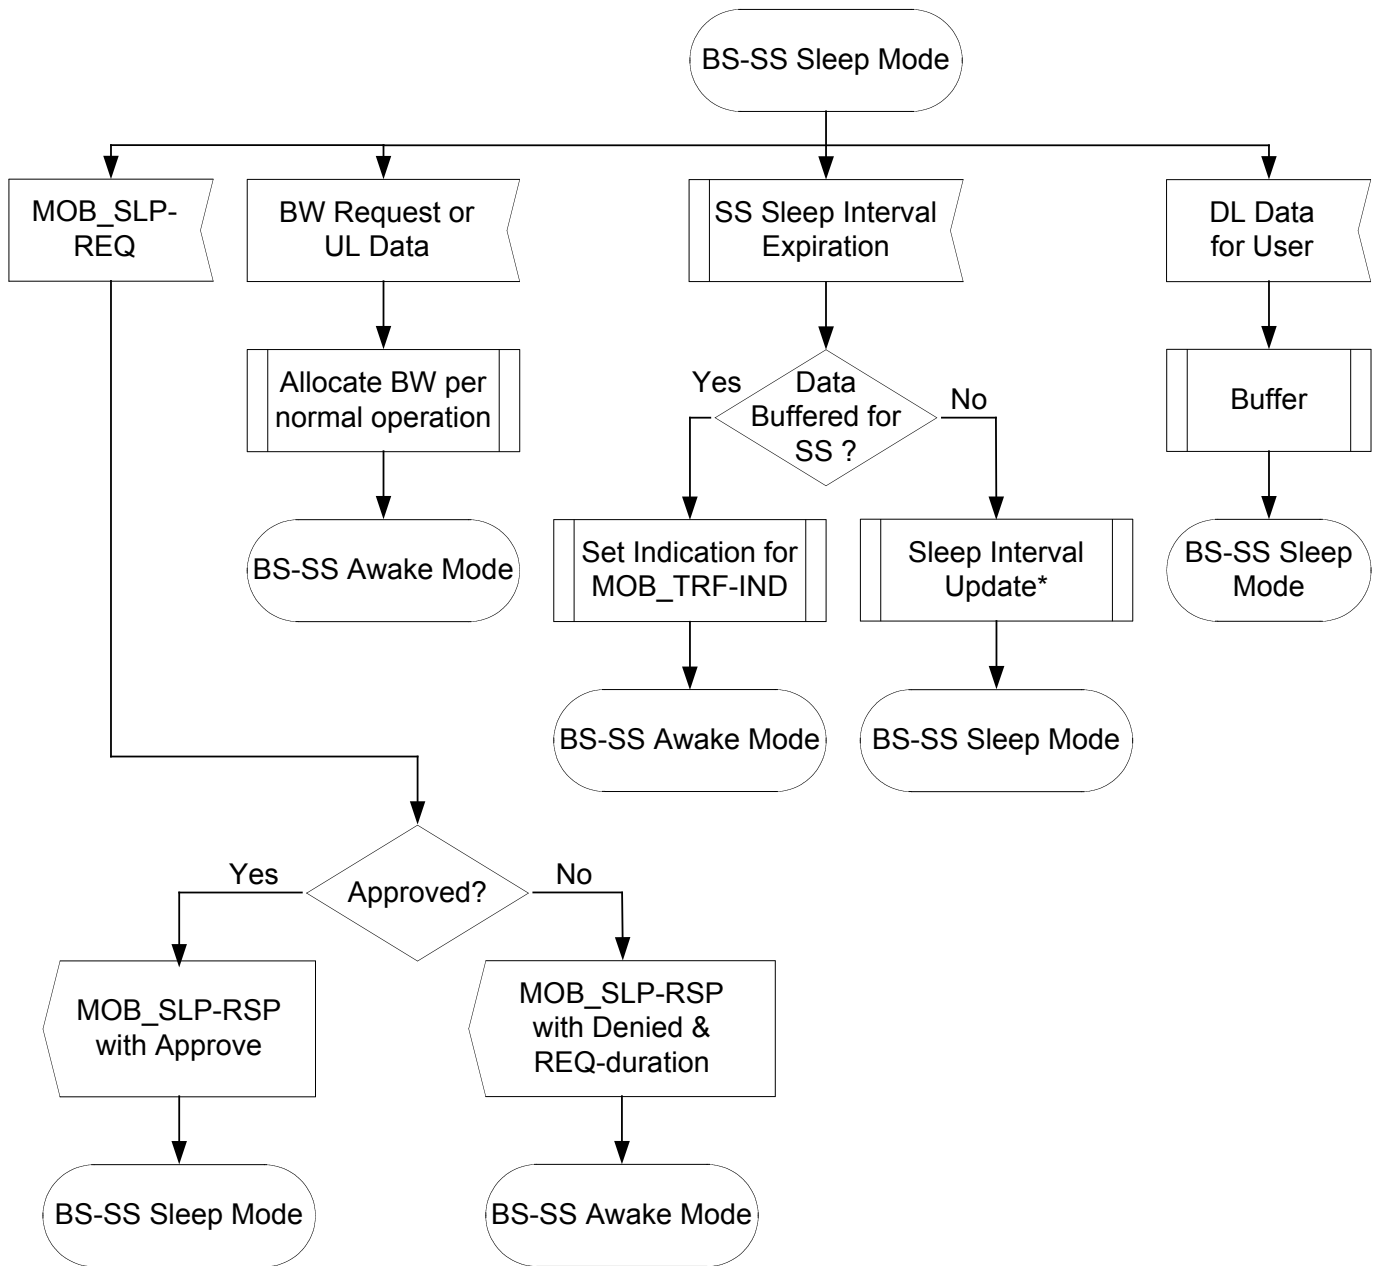 BS-SS Sleep Mode
MOB_SLP-
REQ
BW Request or
UL Data
SS Sleep Interval
Expiration
DL Data
for User
Allocate BW per
normal operation
Yes
Data
Buffered for
SS ?
No
Buffer
BS-SS Awake Mode
Set Indication for
MOB_TRF-IND
Sleep Interval
Update*
BS-SS Sleep
Mode
BS-SS Awake Mode
BS-SS Sleep Mode
Yes
Approved?
No
MOB_SLP-RSP
with Approve
MOB_SLP-RSP
with Denied &
REQ-duration
BS-SS Sleep Mode
BS-SS Awake Mode